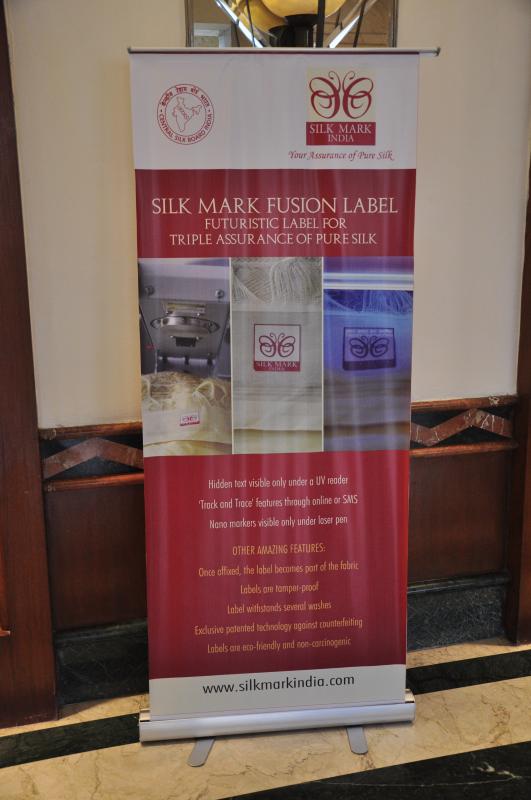 केन्द्रीय रेशम बोर्ड भारत
CENTRAL SILK BOARD INDIA
SILK MARK
INDIA
Your Assurance of Pure Silk
SILK MARK FUSION LABEL
FUTURISTIC LABEL FOR
TRIPLE ASSURANCE OF PURE SILK
SILK MARK
INDIA
Hidden text visible only under a UV reader
'Track and Trace' features through online or SMS
Nano markers visible only under laser pen
OTHER AMAZING FEATURES:
Once affixed, the label becomes part of the fabric
Labels are tamper-proof
Label withstands several washes
Exclusive patented technology against counterfeiting
Labels are eco-friendly and non-carcinogenic
www.silkmarkindia.com